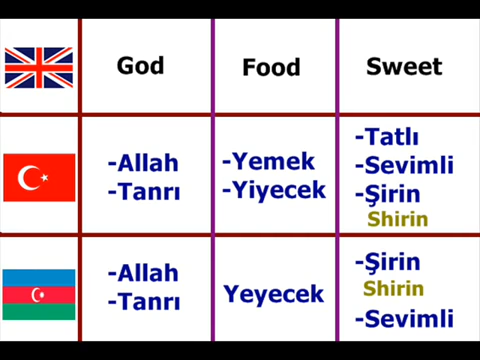 God Food Sweet
-Allah
-Tanrı
-Yemek
-Yiyecek
-Tatlı
-Sevimli
-Şirin
Shirin
-Allah
-Tanrı
Yeyecek
-Şirin
Shirin
-Sevimli